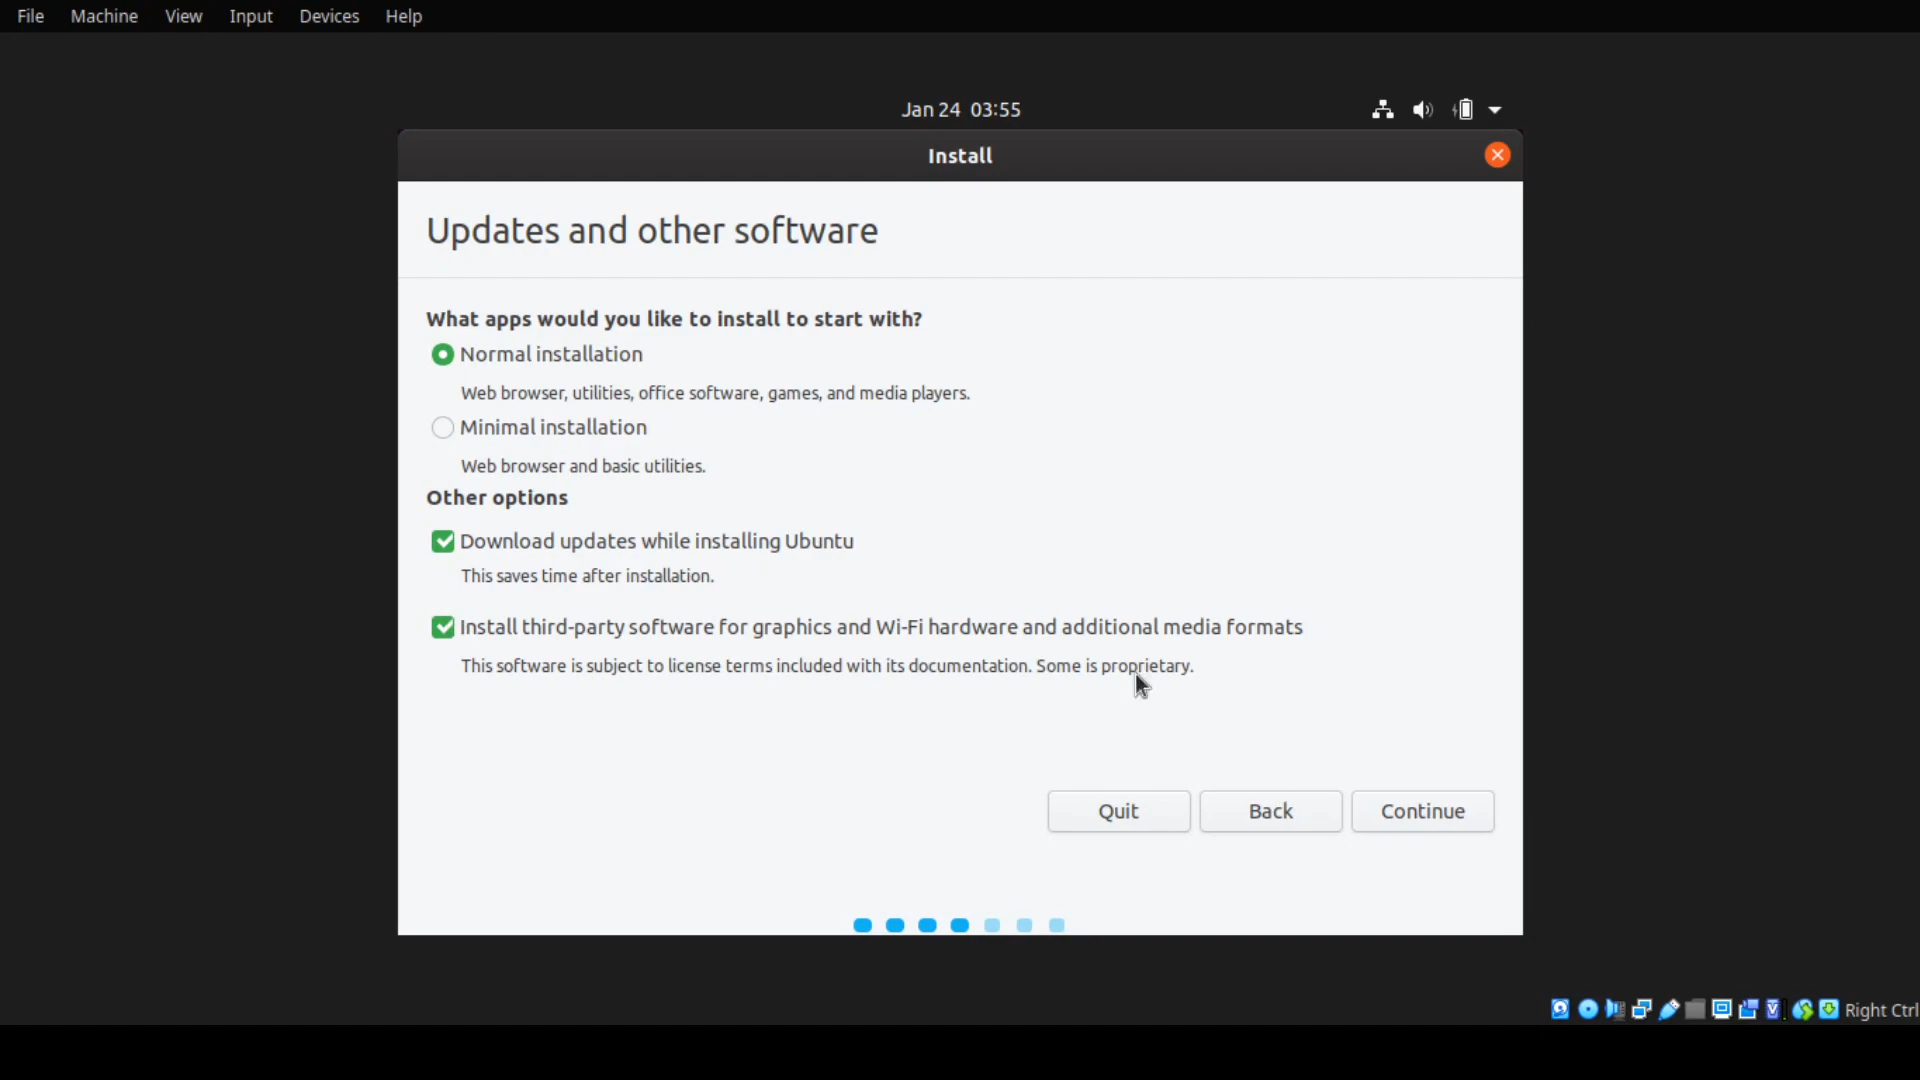 File Machine View Input Devices Help
Jan 24 03:55
Install
Updates and other software
What apps would you like to install to start with?
Normal installation
Web browser, utilities, office software, games, and media players.
Minimal installation
Web browser and basic utilities.
Other options
Download updates while installing Ubuntu
This saves time after installation.
Install third-party software for graphics and Wi-Fi hardware and additional media formats
This software is subject to license terms included with its documentation. Some is proprietary.
Quit Back Continue
Right Ctrl